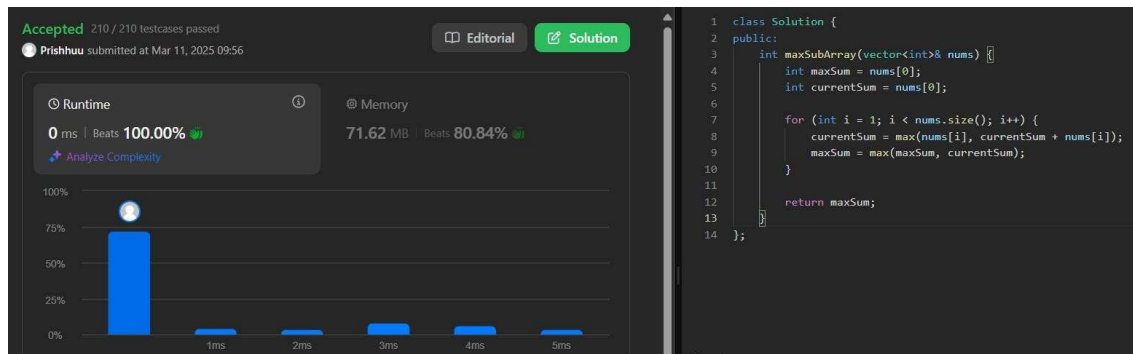 Accepted 210 / 210 testcases passed
Prishhuu submitted at Mar 11, 2025 09:56
Editorial
Solution
Runtime
0 ms | Beats 100.00%
Analyze Complexity
Memory
71.62 MB | Beats 80.84%
100%
75%
50%
25%
0%
1ms 2ms 3ms 4ms 5ms
1 class Solution {
2 public:
3 int maxSubArray(vector<int>& nums) {
4 int maxSum = nums[0];
5 int currentSum = nums[0];
6
7 for (int i = 1; i < nums.size(); i++) {
8 currentSum = max(nums[i], currentSum + nums[i]);
9 maxSum = max(maxSum, currentSum);
10 }
11
12 return maxSum;
13 }
14 };